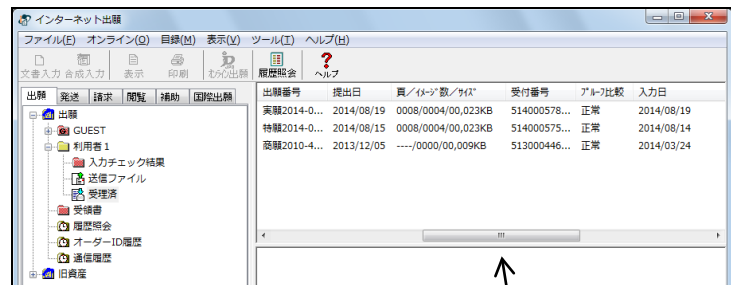 インターネット出願
ファイル(F) オンライン(O) 目録(M) 表示(V) ツール(T) ヘルプ(H)
文書入力 合成入力 表示 印刷 わらべ出願 履歴照会 ヘルプ
出願 発送 請求 閲覧 補助 国際出願
出願
GUEST
利用者1
入力チェック結果
送信ファイル
受理済
受領書
履歴照会
オーダーID履歴
通信履歴
旧資産
出願番号 提出日 頁/イメージ数/サイズ 受付番号 プルーフ比較 入力日
実願2014-0... 2014/08/19 0008/0004/00,023KB 514000578... 正常 2014/08/19
特願2014-0... 2014/08/15 0008/0004/00,023KB 514000575... 正常 2014/08/14
商願2010-4... 2013/12/05 ----/0000/00,009KB 513000446... 正常 2014/03/24